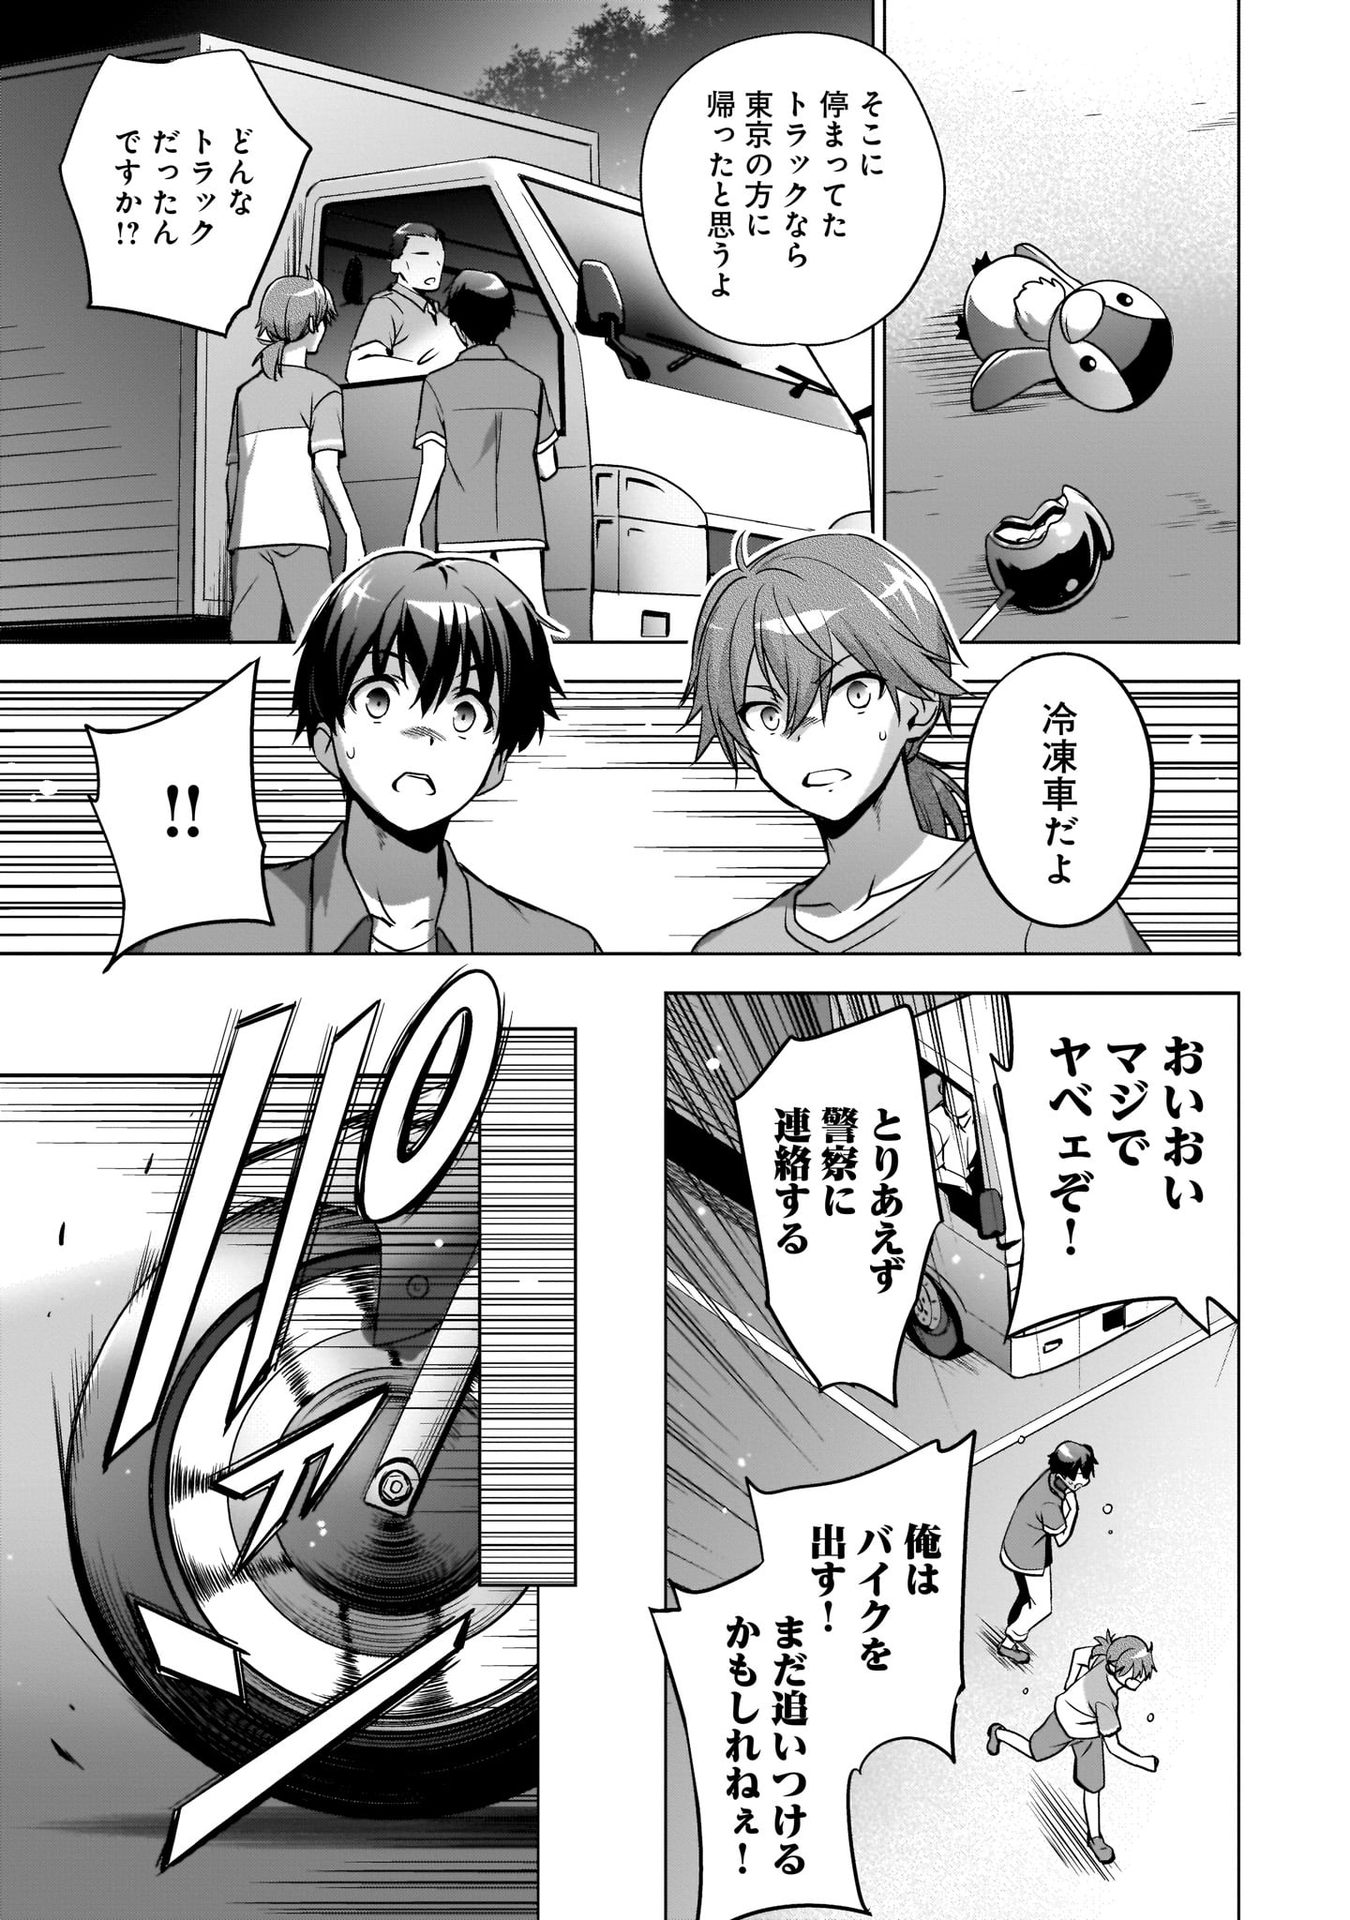 そこに
停まってた
トラックなら
東京の方に
帰ったと思うよ
どんな
トラック
だったん
ですか!?
冷凍車だよ
!!
おいおい
マジで
ヤベェぞ!
とりあえず
警察に
連絡する
俺は
バイクを
出す!
まだ追いつける
かもしれねぇ!